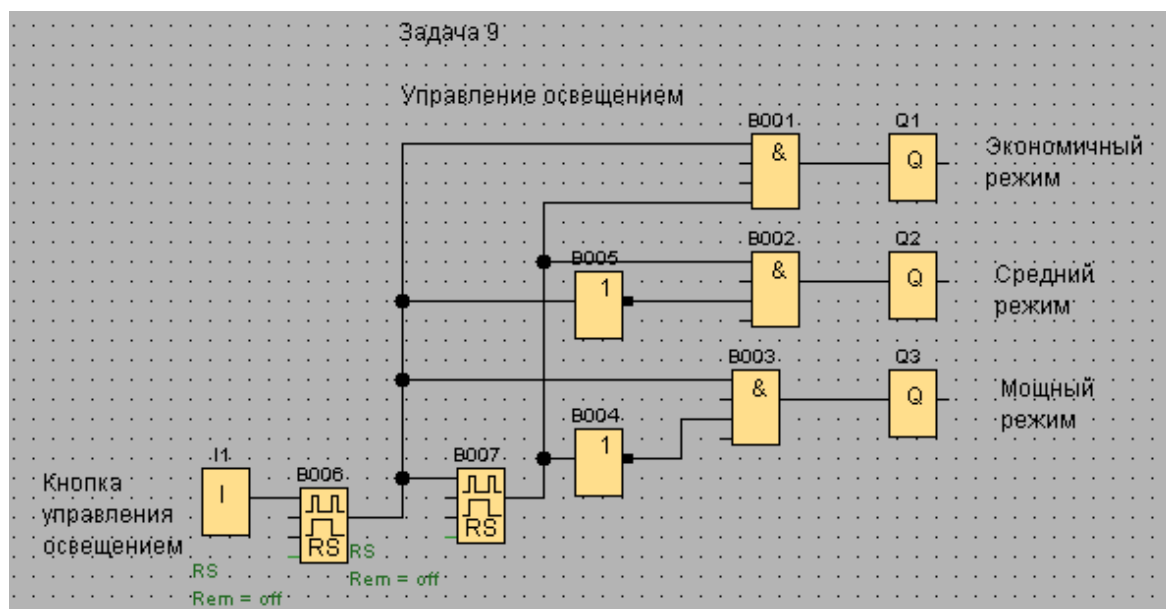 Задача 9
Управление освещением
B001
Q1
&
Q
Экономичный
режим
B002
Q2
B005
&
Q
1
Средний
режим
B003
Q3
&
Q
B004
1
Мощный
режим
I1
B006
B007
I
RS
RS
Кнопка
управления
освещением
RS
Rem = off
RS
Rem = off